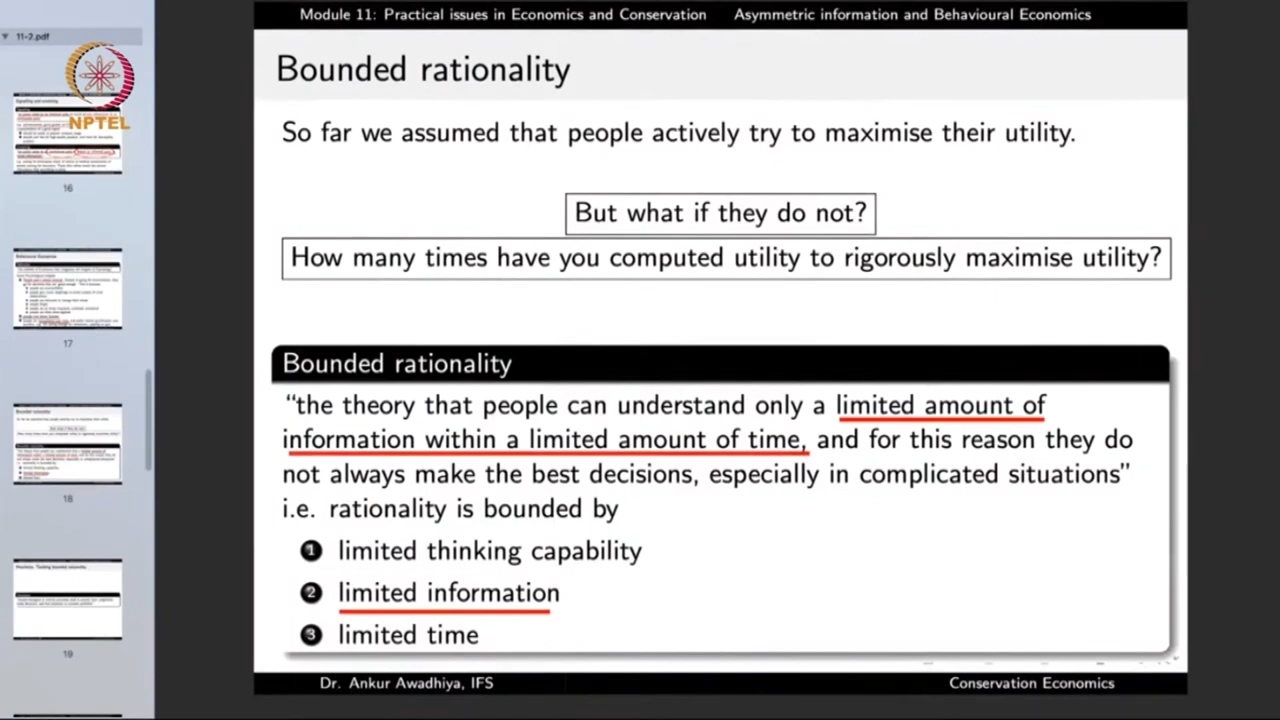 Module 11: Practical issues in Economics and Conservation Asymmetric information and Behavioural Economics
11-2.pdf
NPTEL
16
17
18
19
Bounded rationality
So far we assured that people actively try to maximise their utility.
But what if they do not?
How many times have you computed utility to rigorously maximise utility?
Bounded rationality
“the theory that people can understand only a limited amount of
information within a limited amount of time, and for this reason they do
not always make the best decisions, especially in complicated situations”
i.e. rationality is bounded by
1 limited thinking capability
2 limited information
3 limited time
Dr. Ankur Awadhiya, IFS Conservation Economics